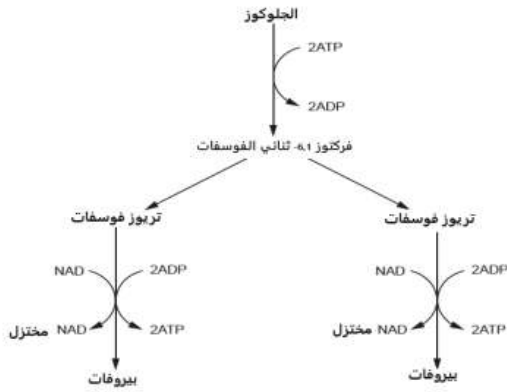 الجلوكوز
2ATP
2ADP
فركتوز 6,1- ثنائي الفوسفات
تريوز فوسفات
تريوز فوسفات
NAD 2ADP
NAD 2ADP
مختزل NAD 2ATP
مختزل NAD 2ATP
بيروفات
بيروفات